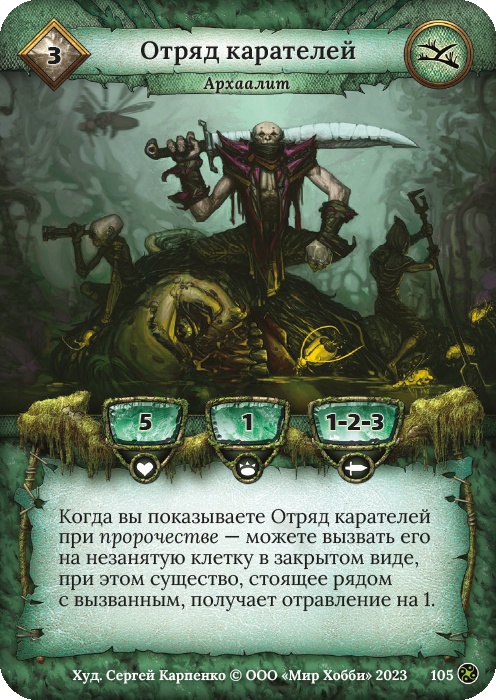 3
Отряд карателей
Архаалит
5
1
1-2-3
Когда вы показываете Отряд карателей
при пророчестве — можете вызвать его
на незанятую клетку в закрытом виде,
при этом существо, стоящее рядом
с вызванным, получает отравление на 1.
Худ. Сергей Карпенко © ООО «Мир Хобби» 2023 105